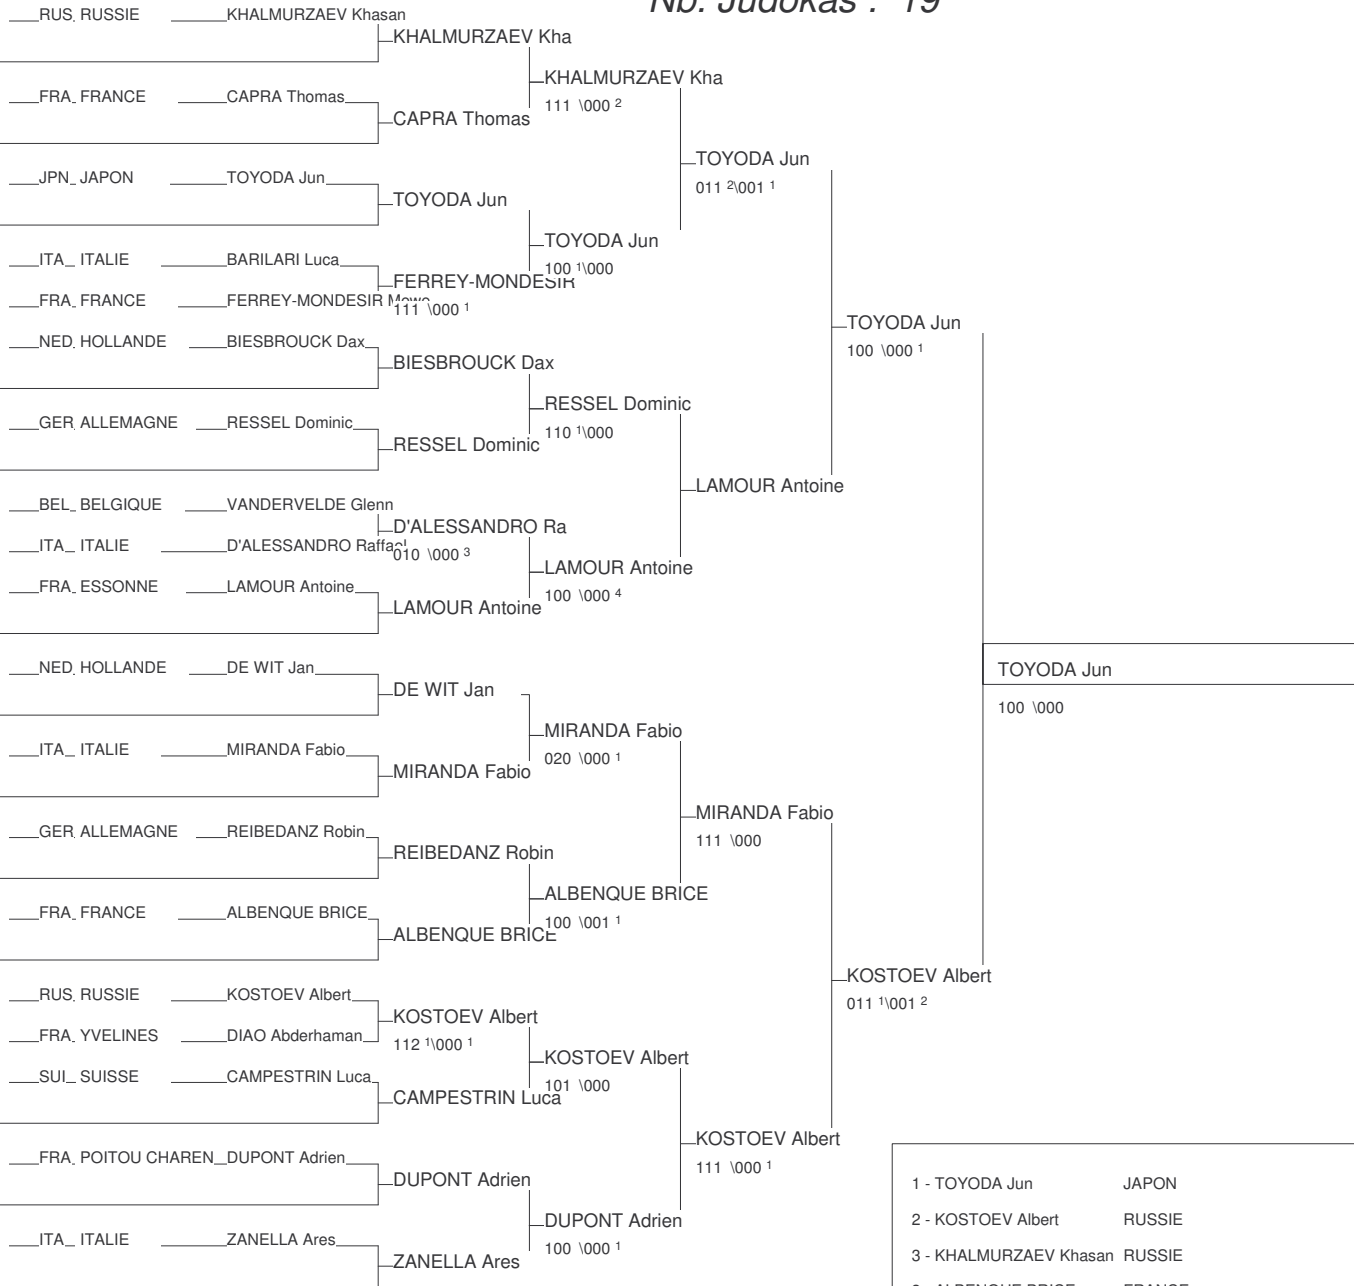 Nb. Judokas : 19
RUS RUSSIE KHALMURZAEV Khasan
KHALMURZAEV Kha
KHALMURZAEV Kha
FRA FRANCE CAPRA Thomas
111 \000 2
CAPRA Thomas
TOYODA Jun
JPN JAPON TOYODA Jun
011 2\001 1
TOYODA Jun
TOYODA Jun
ITA ITALIE BARILARI Luca
100 1\000
FERREY-MONDESIR
FRA FRANCE FERREY-MONDESIR
111 \000 1
TOYODA Jun
NED HOLLANDE BIESBROUCK Dax
100 \000 1
BIESBROUCK Dax
RESSEL Dominic
GER ALLEMAGNE RESSEL Dominic
110 1\000
RESSEL Dominic
LAMOUR Antoine
BEL BELGIQUE VANDERVELDE Glenn
D'ALESSANDRO Ra
ITA ITALIE D'ALESSANDRO Raffael
010 \000 3
LAMOUR Antoine
FRA ESSONNE LAMOUR Antoine
100 \000 4
LAMOUR Antoine
NED HOLLANDE DE WIT Jan
TOYODA Jun
DE WIT Jan
100 \000
MIRANDA Fabio
ITA ITALIE MIRANDA Fabio
020 \000 1
MIRANDA Fabio
MIRANDA Fabio
GER ALLEMAGNE REIBEDANZ Robin
111 \000
REIBEDANZ Robin
ALBENQUE BRICE
FRA FRANCE ALBENQUE BRICE
100 \001 1
ALBENQUE BRICE
KOSTOEV Albert
RUS RUSSIE KOSTOEV Albert
011 1\001 2
KOSTOEV Albert
FRA YVELINES DIAO Abderhaman
112 1\000 1
KOSTOEV Albert
SUI SUISSE CAMPESTRIN Luca
101 \000
CAMPESTRIN Luca
KOSTOEV Albert
FRA POITOU CHAREN DUPONT Adrien
111 \000 1
DUPONT Adrien
1 - TOYODA Jun JAPON
DUPONT Adrien
2 - KOSTOEV Albert RUSSIE
ITA ITALIE ZANELLA Ares
100 \000 1
3 - KHALMURZAEV Khasan RUSSIE
ZANELLA Ares
3 - ALBENQUE BRICE FRANCE